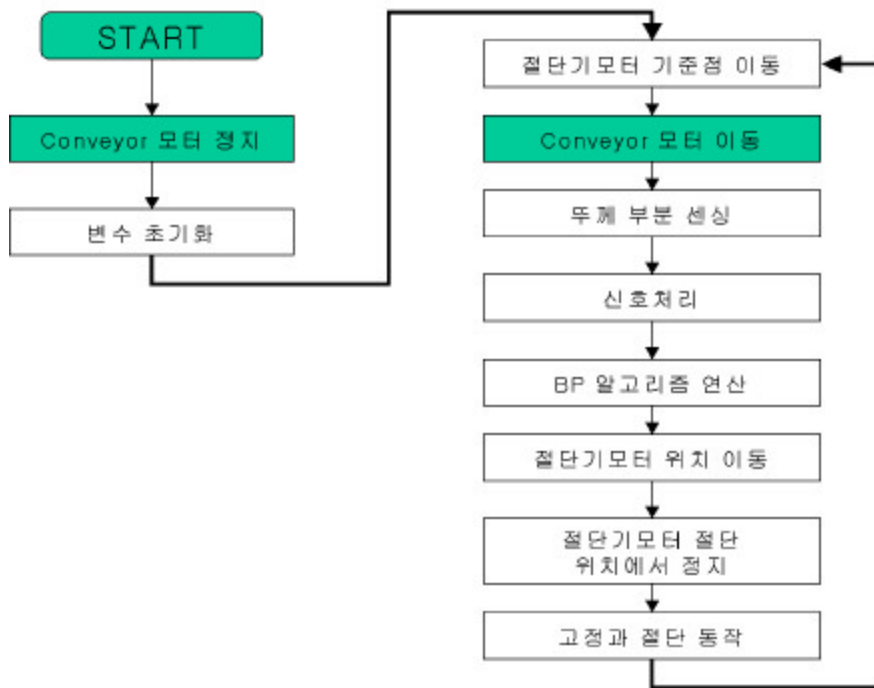 START
Conveyor 모터 정지
변수 초기화
절단기모터 기준점 이동
Conveyor 모터 이동
뚜께 부분 센싱
신호처리
BP 알고리즘 연산
절단기모터 위치 이동
절단기모터 절단
위치에서 정지
고정과 절단 동작